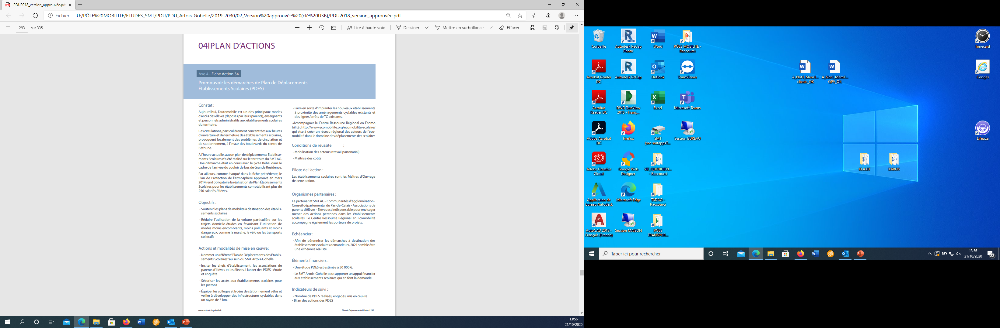 PDU2018_version_approuvée.pdf
Fichier
U:/PÔLE%20MOBILITE/ETUDES_SMT/PDU/PDU_Artois-Gohelle/2019-2030/02_Version%20approuvée%20(clé%20USB)/PDU2018_version_approuvée.pdf
293 sur 335
Lire à haute voix
Dessiner
Mettre en surbrillance
Effacer
04IPLAN D'ACTIONS
Axe 4 - Fiche Action 34
Promouvoir les démarches de Plan de Déplacements
Établissements Scolaires (PDES)
Constat :
Aujourd'hui, l'automobile est un des principaux modes
d'accès des élèves (déposés par leurs parents), enseignants
et personnels administratifs aux établissements scolaires
du territoire.
Ces circulations, particulièrement concentrées aux heures
d'ouverture et de fermeture des établissements scolaires,
provoquent localement des problèmes de circulation et
de stationnement, à l'instar des boulevards du centre de
Béthune.
A l'heure actuelle, aucun plan de déplacements Établisse-
ments Scolaires n'a été réalisé sur le territoire du SMT AG.
Une démarche était en cours avec le lycée Béhal dans le
cadre de l'arrivée du couloir de bus de Grande Résidence.
Par ailleurs, comme évoqué dans la fiche précédente, le
Plan de Protection de l'Atmosphère approuvé en mars
2014 rend obligatoire la réalisation de Plan Établissements
Scolaires pour les établissements comptabilisant plus de
250 salariés /élèves.
Objectifs :
- Soutenir les plans de mobilité à destination des établis-
sements scolaires
- Réduire l'utilisation de la voiture particulière sur les
trajets domicile-études en favorisant l'utilisation de
modes moins encombrants, moins polluants et moins
dangereux, comme la marche, le vélo ou les transports
collectifs
Actions et modalités de mise en œuvre:
- Nommer un référent "Plan de Déplacements des Établis-
sements Scolaires" au sein du SMT Artois-Gohelle
- Inciter les chefs d'établissement, les associations de
parents d'élèves et les élèves à lancer des PDES : étude
et enquête
- Sécuriser les accès aux établissements scolaires pour
les piétons
- Équiper les collèges et lycées de stationnement vélos et
veiller à développer des infrastructures cyclables dans
un rayon de 3 km.
- Faire en sorte d'implanter les nouveaux établissements
à proximité des aménagements cyclables existants et
des lignes/arrêts de TC existants.
-Accompagner le Centre Ressource Régional en Ecomo
bilité : http://www.ecomobilite.org/ecomobilite-scolaire/
qui vise à créer un réseau régional des acteurs de l'éco-
mobilité dans le domaine des déplacements des scolaires
Conditions de réussite :
- Mobilisation des acteurs (travail partenarial)
- Maîtrise des coûts
Pilote de l'action :
Les établissements scolaires sont les Maîtres d'Ouvrage
de cette action.
Organismes partenaires :
Le partenariat SMT AG - Communautés d'agglomération -
Conseil départemental du Pas-de-Calais - Associations de
parents d'élèves - Élèves est indispensable pour envisager
mener des actions pérennes dans les établissements
scolaires. Le Centre Ressource Régional en Ecomobilité
accompagne également les porteurs de projets.
Échéancier :
- Afin de pérenniser les démarches à destination des
établissements scolaires demandeurs, 2021 semble être
une échéance réaliste.
Éléments financiers :
- Une étude PDES est estimée à 50 000 €.
- Le SMT Artois-Gohelle peut apporter un appui financier
aux établissements scolaires qui en font la demande.
Indicateurs de suivi :
- Nombre de PDES réalisés, engagés, mis en œuvre
- Bilan des actions des PDES
www.smt-artois-gohelle.fr
Plan de Déplacements Urbains I 292
13:56
21/10/2020
Corbeille
Autodesk ReCap
Photo
PHOTO
Word
PÔLE MOBILITE -
Raccourci
Timecard
Acrobat Reader
DC
Autodesk ReCap
Outlook
TeamViewer
A_Not1_Mem1...
clients_OK
A_Not1_Mem1...
QPV_OK
Congés
Acrobat
Reader DC
DWG TrueView
2015 - Franç...
Excel
Microsoft Teams
Adobe Acrobat
DC
Firefox
SMT
(srv-smtappsT...
Session BUREAU
Lifesize
Adobe Creative
Cloud
Google Web
Designer
VIE_QUOTIDIEN...
- Raccourci
KLAXIT
KAROS
Application de
bureau Autodesk
Microsoft Edge
TADAO -
Raccourci
AutoCAD 2019 -
Français (French)
Session MAISON
PÔLE
TRANSPOR...
Taper ici pour rechercher
13:56
21/10/2020
22